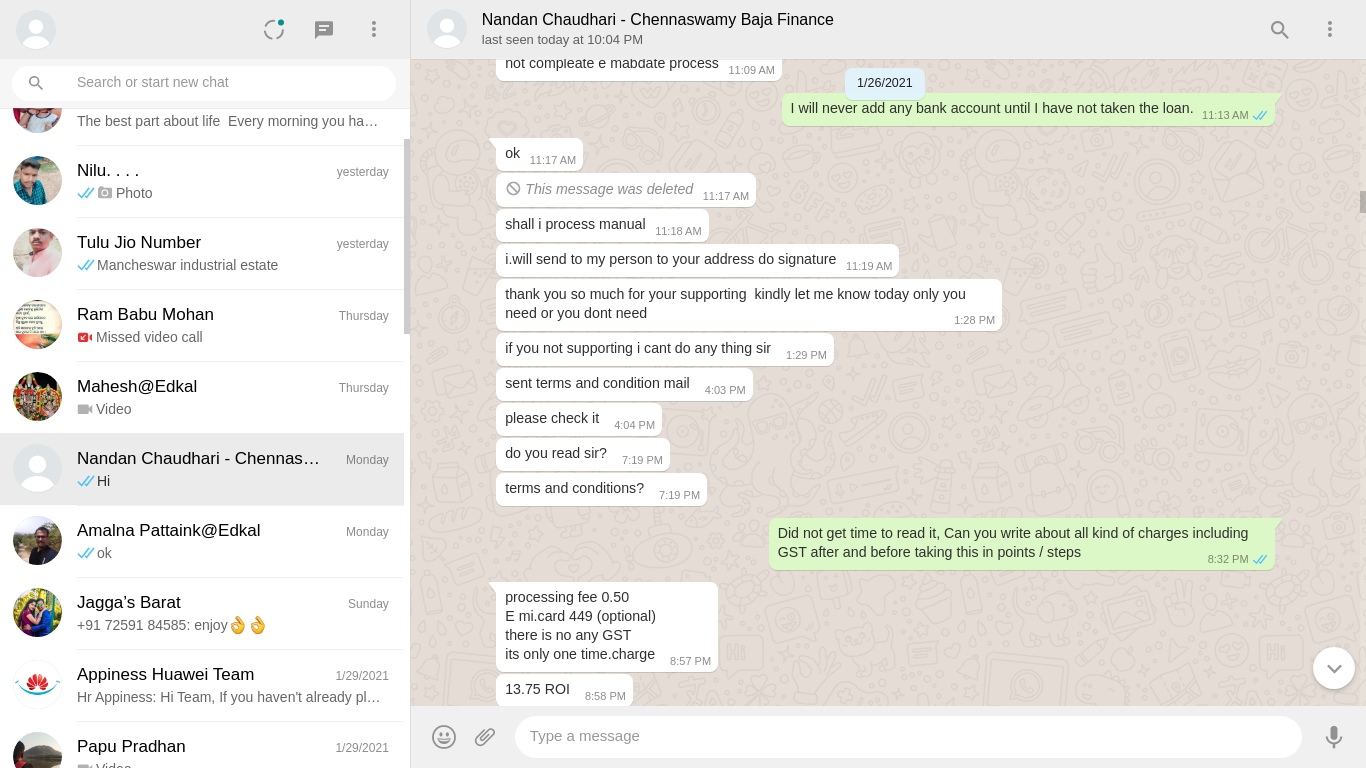 Search or start new chat
The best part about life  Every morning you ha…
Nilu. . . .
yesterday
Photo
Tulu Jio Number
yesterday
Mancheswar industrial estate
Ram Babu Mohan
Thursday
Missed video call
Mahesh@Edkal
Thursday
Video
Nandan Chaudhari - Chennas…
Monday
Hi
Amalna Pattaink@Edkal
Monday
ok
Jagga’s Barat
Sunday
+91 72591 84585: enjoy👌👌
Appiness Huawei Team
1/29/2021
Hr Appiness: Hi Team, If you haven't already pl…
Papu Pradhan
1/29/2021
Video
Nandan Chaudhari - Chennaswamy Baja Finance
last seen today at 10:04 PM
not compleate e mabdate process 11:09 AM
1/26/2021
I will never add any bank account until I have not taken the loan. 11:13 AM
ok 11:17 AM
This message was deleted 11:17 AM
shall i process manual 11:18 AM
i.will send to my person to your address do signature 11:19 AM
thank you so much for your supporting  kindly let me know today only you
need or you dont need 1:28 PM
if you not supporting i cant do any thing sir 1:29 PM
sent terms and condition mail 4:03 PM
please check it 4:04 PM
do you read sir? 7:19 PM
terms and conditions? 7:19 PM
Did not get time to read it, Can you write about all kind of charges including
GST after and before taking this in points / steps 8:32 PM
processing fee 0.50
E mi.card 449 (optional)
there is no any GST
its only one time.charge 8:57 PM
13.75 ROI 8:58 PM
Type a message